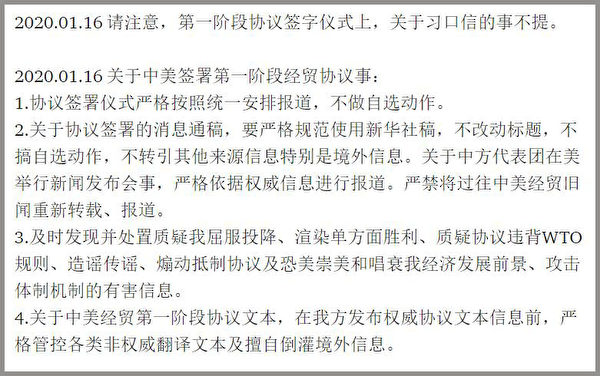 2020.01.16 请注意，第一阶段协议签字仪式上，关于习口信的事不提。
2020.01.16 关于中美签署第一阶段经贸协议事：
1.协议签署仪式严格按照统一安排报道，不做自选动作。
2.关于协议签署的消息通稿，要严格规范使用新华社稿，不改动标题，不
搞自选动作，不转引其他来源信息特别是境外信息。关于中方代表团在美
举行新闻发布会事，严格依据权威信息进行报道。严禁将过往中美经贸旧
闻重新转载、报道。
3.及时发现并处置质疑我屈服投降、渲染单方面胜利、质疑协议违背WTO
规则、造谣传谣、煽动抵制协议及恐美崇美和唱衰我经济发展前景、攻击
体制机制的有害信息。
4.关于中美经贸第一阶段协议文本，在我方发布权威协议文本信息前，严
格管控各类非权威翻译文本及擅自倒灌境外信息。